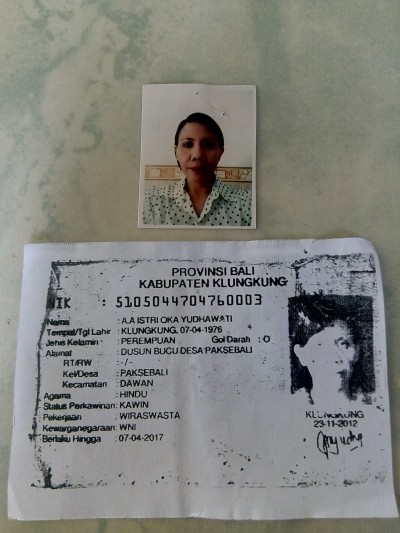 PROVINSI BALI
KABUPATEN KLUNGKUNG
NIK : 5105044704760003
Nama : A.A ISTRI OKA YUDHAWATI
Tempat/Tgl Lahir : KLUNGKUNG, 07-04-1976
Jenis Kelamin : PEREMPUAN Gol Darah : O
Alamat : DUSUN BUCU DESA PAKSEBALI
RT/RW : -/-
Kel/Desa : PAKSEBALI
Kecamatan : DAWAN
Agama : HINDU
Status Perkawinan: KAWIN
Pekerjaan : WIRASWASTA
Kewarganegaraan: WNI
Berlaku Hingga : 07-04-2017
KLUNGKUNG
23-11-2012